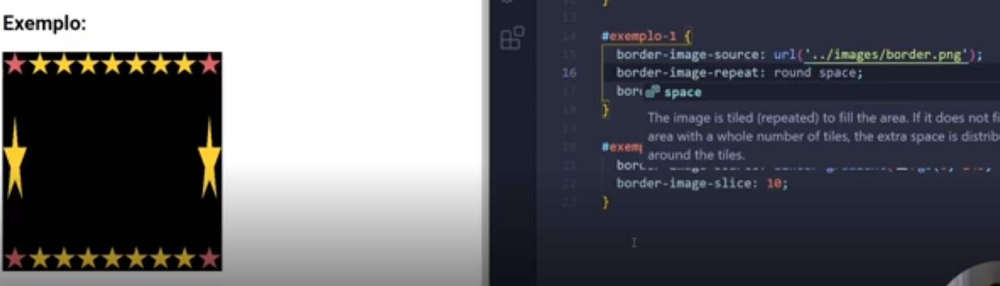 Exemplo:
12 }
13
14 #exemplo-1 {
15 border-image-source: url('../images/border.png');
16 border-image-repeat: round space;
17 bor
space
18 }
The image is tiled (repeated) to fill the area. If it does not fi
19
area with a whole number of tiles, the extra space is distrib
20 #exem
around the tiles.
21 bor
22 border-image-slice: 10;
23 }